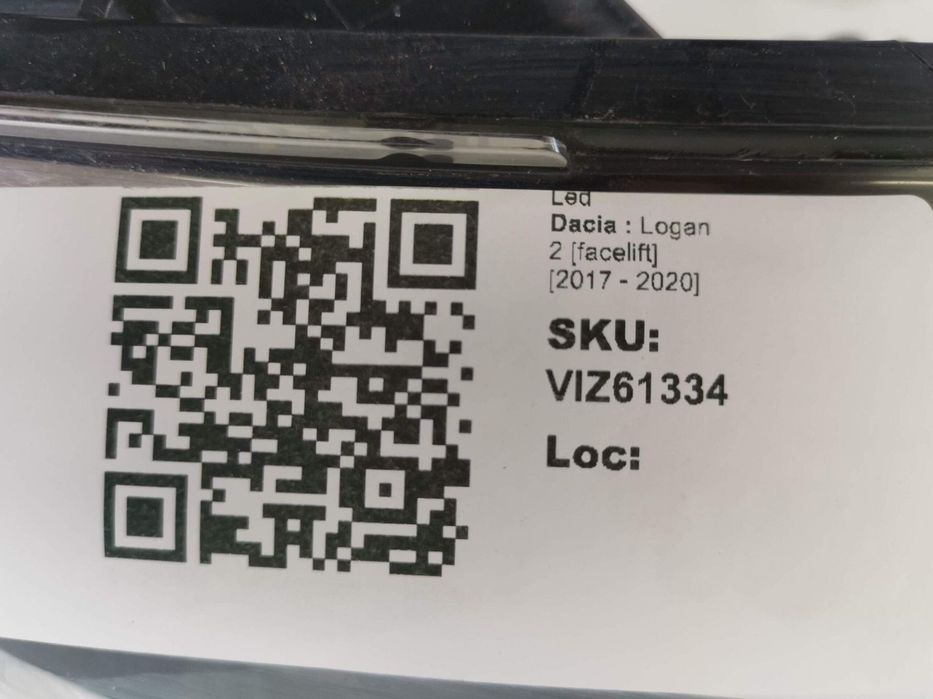 Led
Dacia : Logan
2 [facelift]
[2017 - 2020]
SKU:
VIZ61334
Loc: